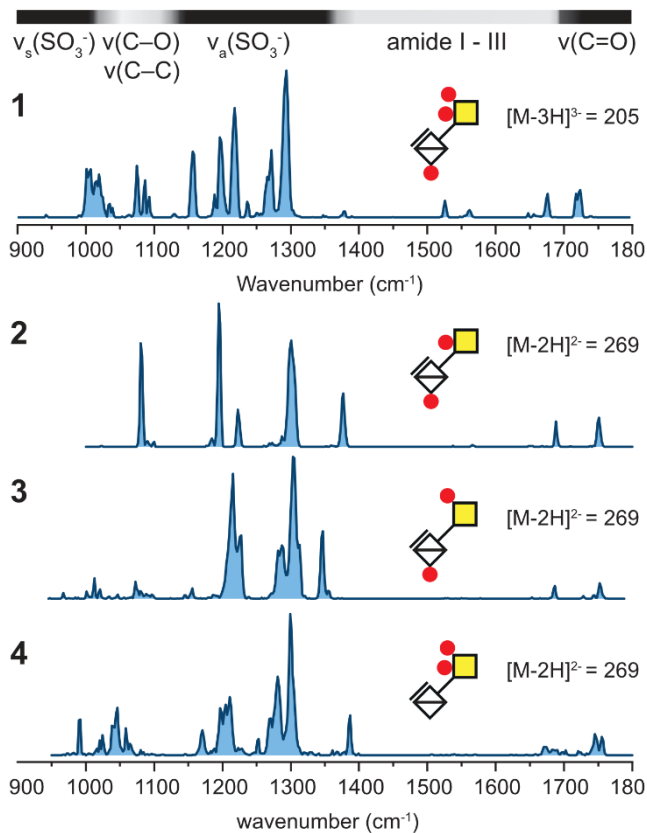 νs(SO3-) ν(C–O) νa(SO3-) amide I - III ν(C=O)
ν(C–C)
1
[M-3H]3- = 205
900 1000 1100 1200 1300 1400 1500 1600 1700 180
Wavenumber (cm-1)
2
[M-2H]2- = 269
3
[M-2H]2- = 269
4
[M-2H]2- = 269
900 1000 1100 1200 1300 1400 1500 1600 1700 180
wavenumber (cm-1)